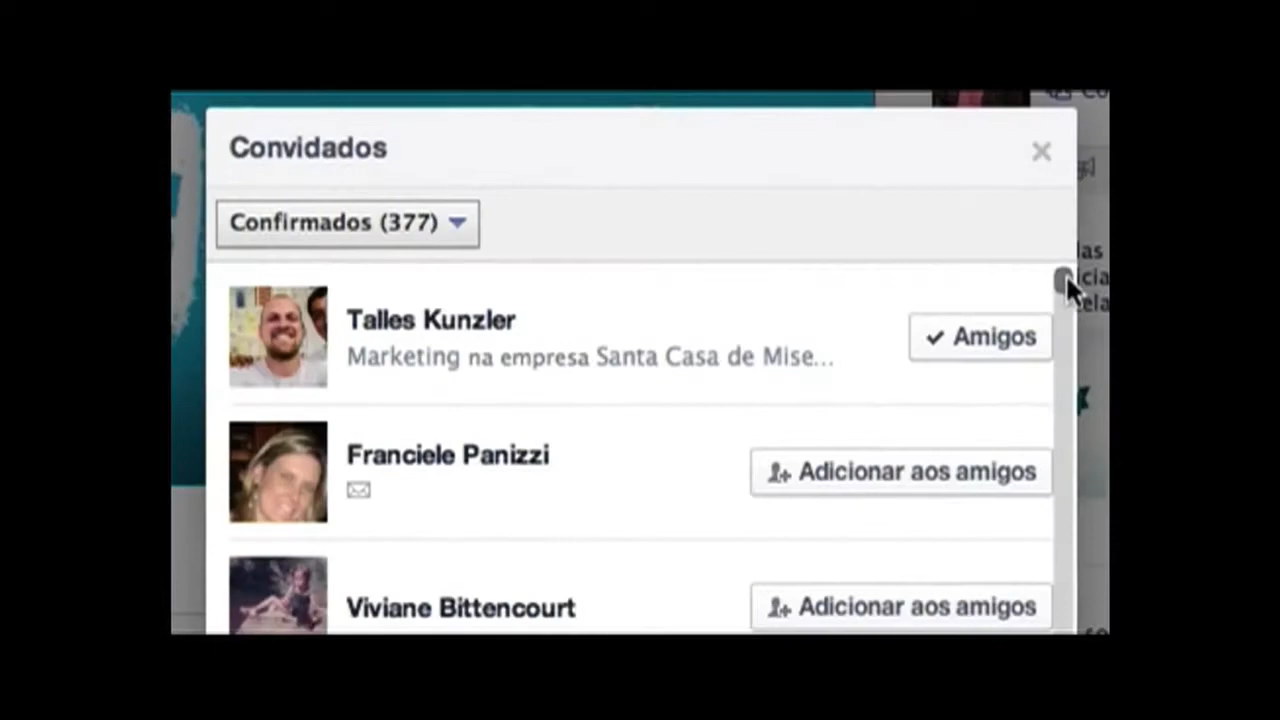 Convidados
Confirmados (377)
Talles Kunzler
Marketing na empresa Santa Casa de Mise...
Amigos
Franciele Panizzi
Adicionar aos amigos
Viviane Bittencourt
Adicionar aos amigos